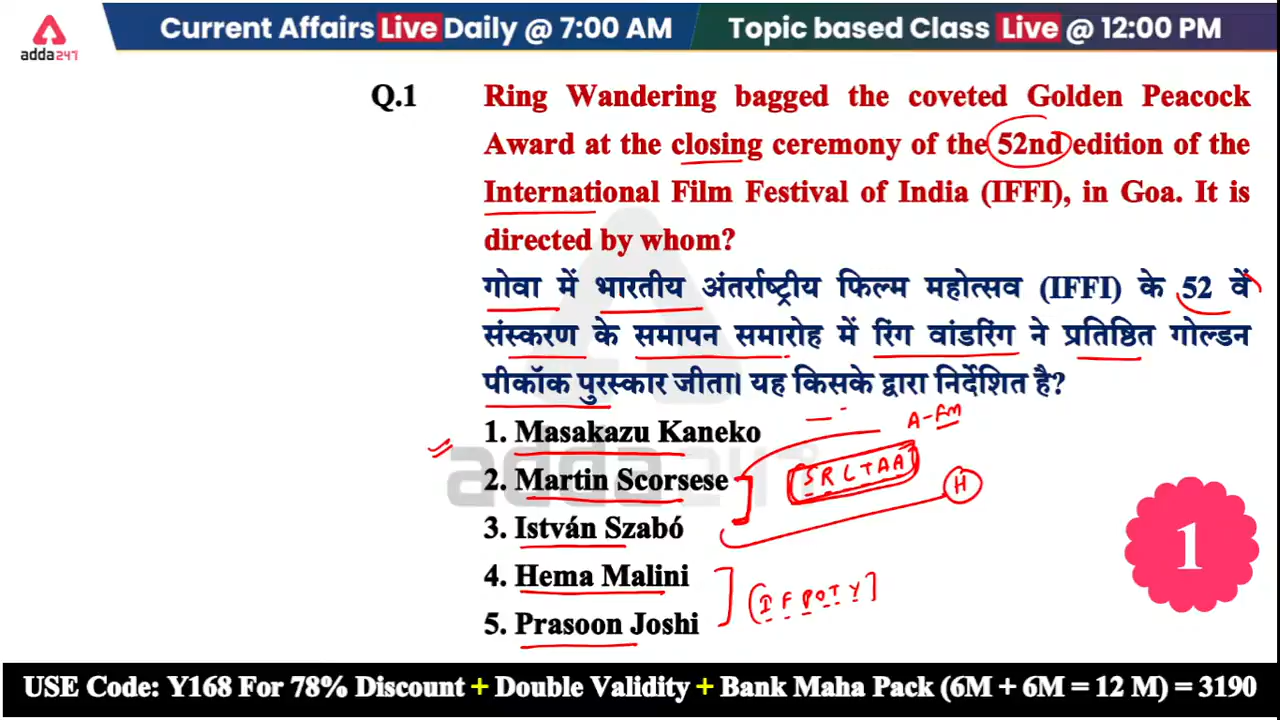 Current Affairs Live Daily @ 7:00 AM
Topic based Class Live @ 12:00 PM
adda247
Q.1 Ring Wandering bagged the coveted Golden Peacock
Award at the closing ceremony of the 52nd edition of the
International Film Festival of India (IFFI), in Goa. It is
directed by whom?
गोवा में भारतीय अंतर्राष्ट्रीय फिल्म महोत्सव (IFFI) के 52 वें
संस्करण के समापन समारोह में रिंग वांडरिंग ने प्रतिष्ठित गोल्डन
पीकॉक पुरस्कार जीता। यह किसके द्वारा निर्देशित है?
1. Masakazu Kaneko
A-FM
adda247
2. Martin Scorsese
SRLTAA
H
3. István Szabó
1
4. Hema Malini
[IFPOTY]
5. Prasoon Joshi
USE Code: Y168 For 78% Discount + Double Validity + Bank Maha Pack (6M + 6M = 12 M) = 3190